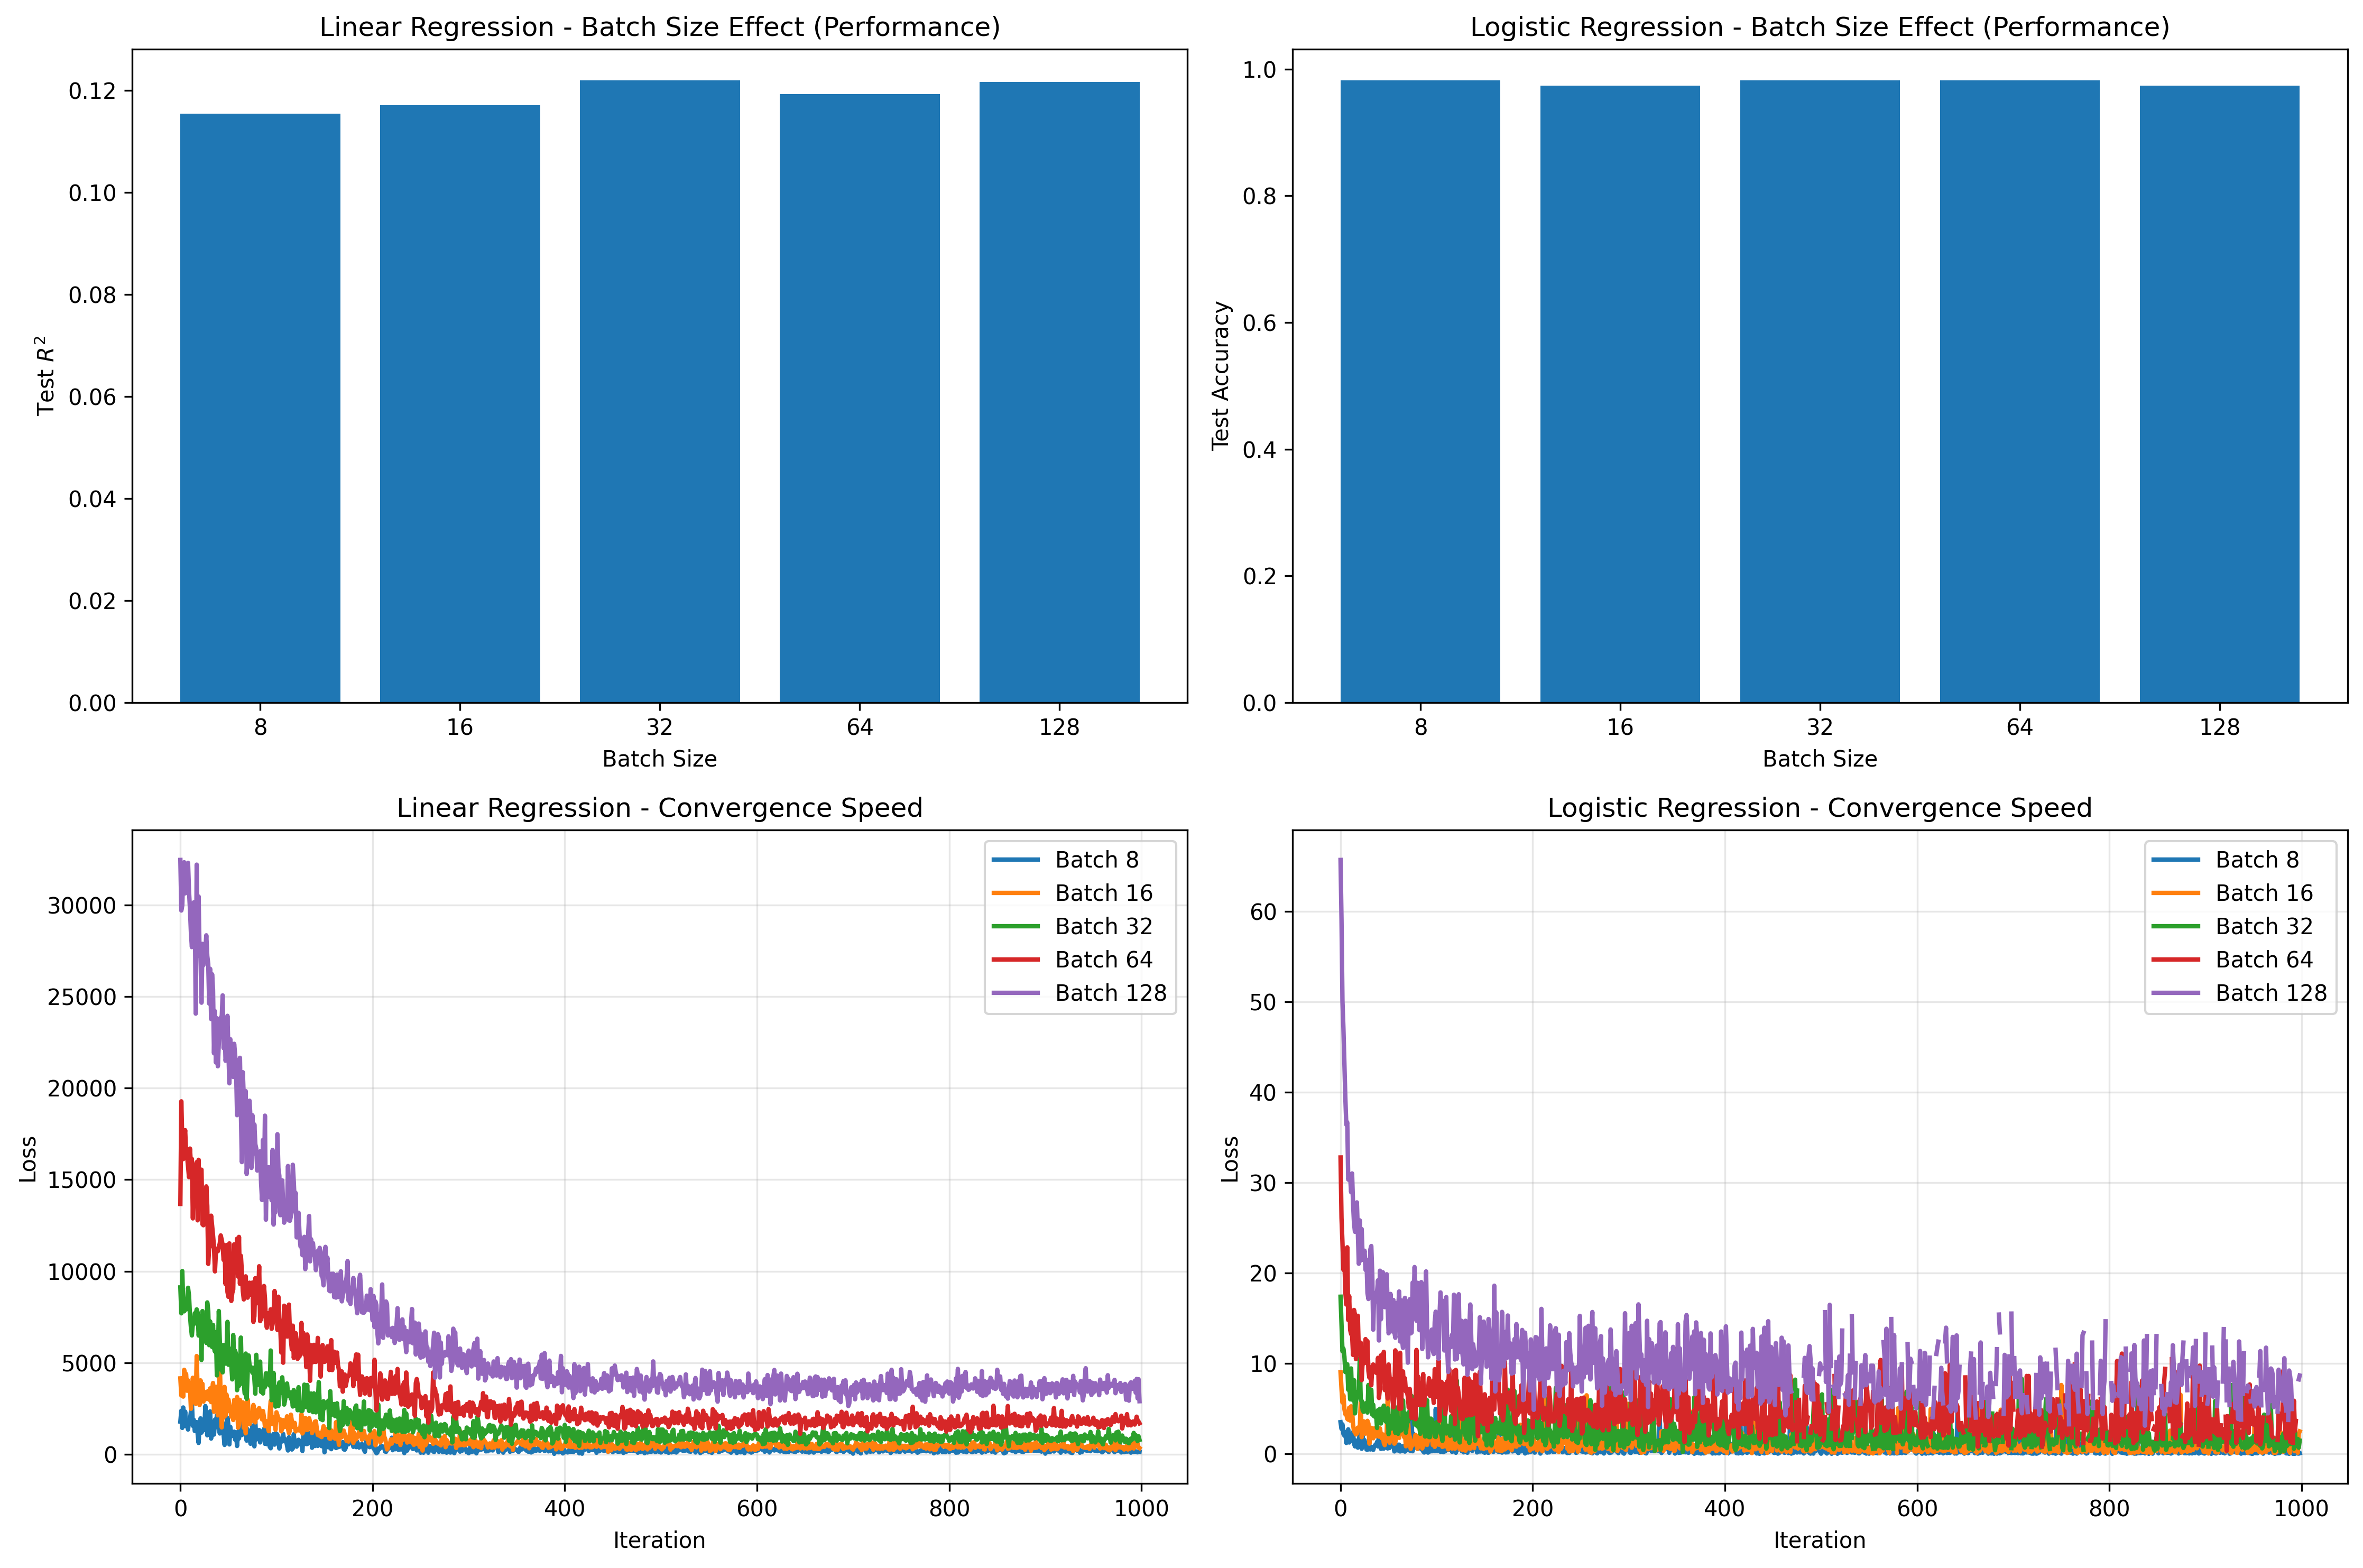 Linear Regression - Batch Size Effect (Performance)
Test R²
0.12
0.10
0.08
0.06
0.04
0.02
0.00
8 16 32 64 128
Batch Size
Logistic Regression - Batch Size Effect (Performance)
Test Accuracy
1.0
0.8
0.6
0.4
0.2
0.0
8 16 32 64 128
Batch Size
Linear Regression - Convergence Speed
Loss
30000
25000
20000
15000
10000
5000
0
Batch 8
Batch 16
Batch 32
Batch 64
Batch 128
0 200 400 600 800 1000
Iteration
Logistic Regression - Convergence Speed
Loss
60
50
40
30
20
10
0
Batch 8
Batch 16
Batch 32
Batch 64
Batch 128
0 200 400 600 800 1000
Iteration